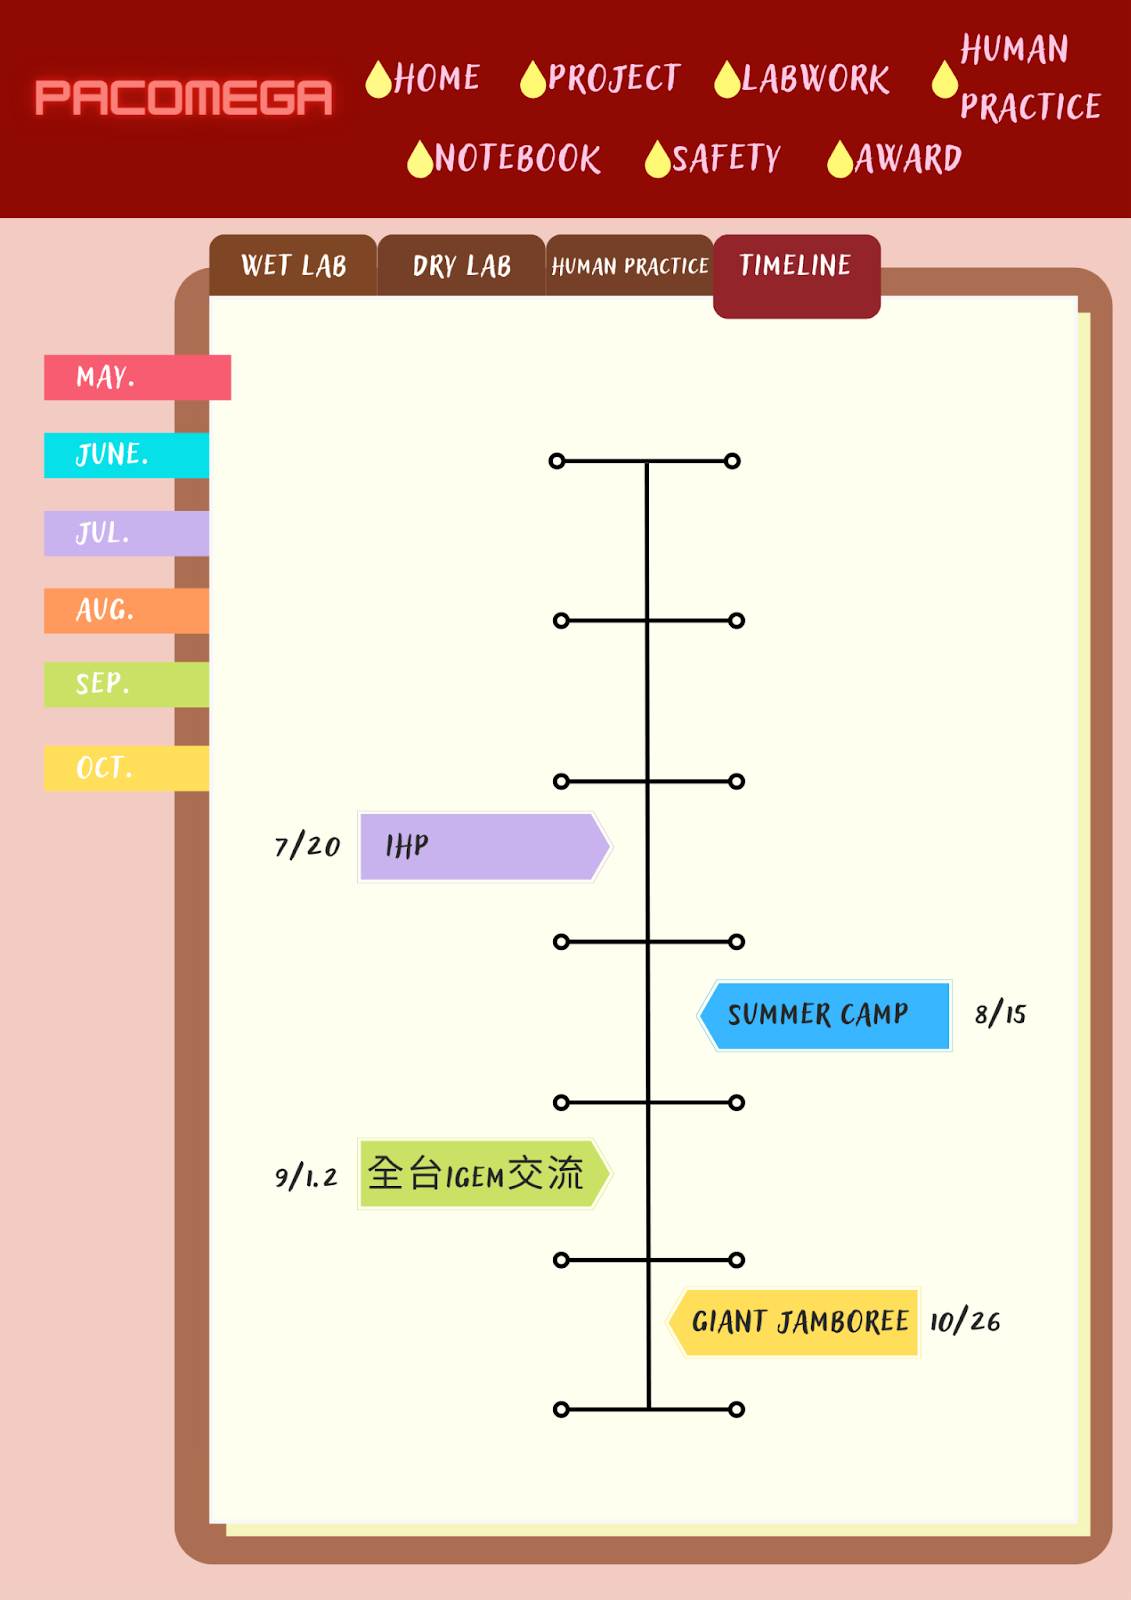 PACOMEGA
HOME
PROJECT
LABWORK
HUMAN
PRACTICE
NOTEBOOK
SAFETY
AWARD
WET LAB
DRY LAB
HUMAN PRACTICE
TIMELINE
MAY.
JUNE.
JUL.
AUG.
SEP.
OCT.
7/20
IHP
SUMMER CAMP
8/15
9/1.2
全台IGEM交流
GIANT JAMBOREE
10/26